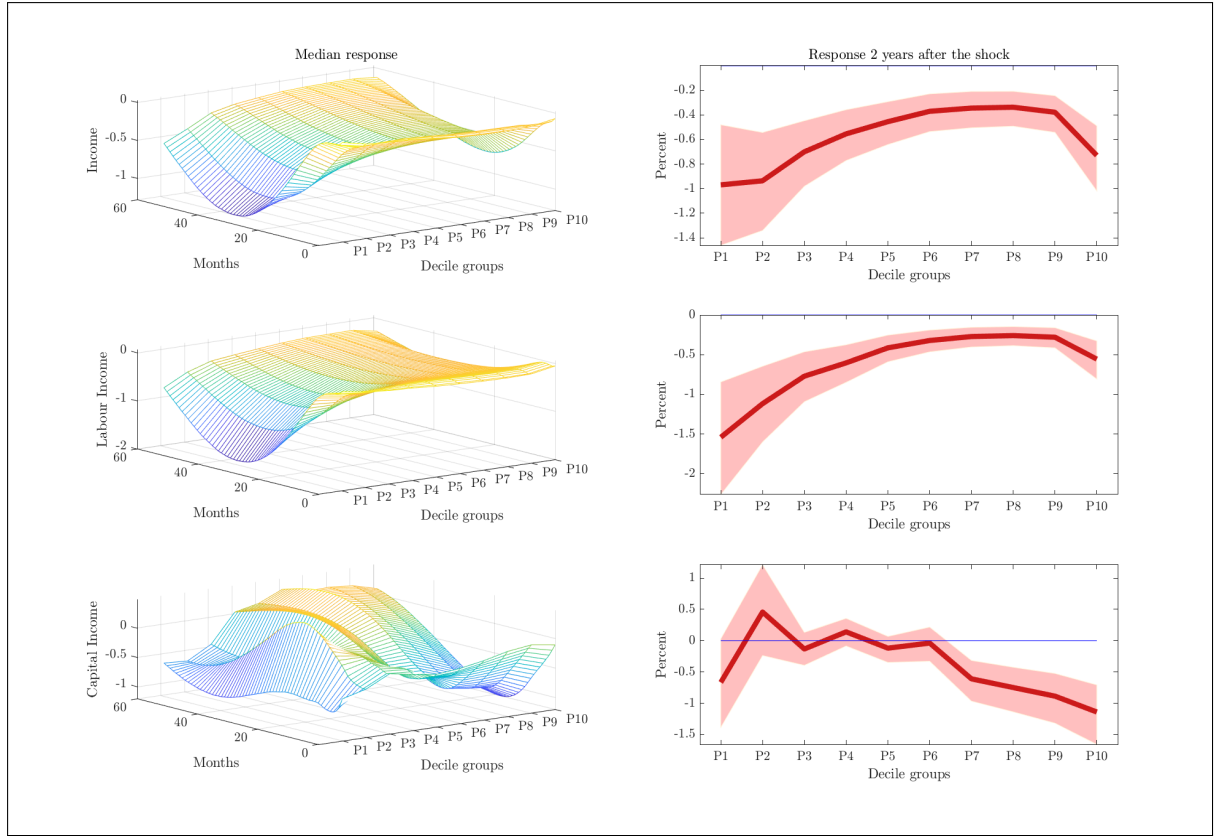 Median response
0
-0.5
-1
Income
60
40
20
0
Months
P1 P2 P3 P4 P5 P6 P7 P8 P9 P10
Decile groups
Response 2 years after the shock
-0.2
-0.4
-0.6
-0.8
-1
-1.2
-1.4
Percent
P1 P2 P3 P4 P5 P6 P7 P8 P9 P10
Decile groups
0
-1
-2
Labour Income
60
40
20
0
Months
P1 P2 P3 P4 P5 P6 P7 P8 P9 P10
Decile groups
0
-0.5
-1
-1.5
-2
Percent
P1 P2 P3 P4 P5 P6 P7 P8 P9 P10
Decile groups
0
-0.5
-1
Capital Income
60
40
20
0
Months
P1 P2 P3 P4 P5 P6 P7 P8 P9 P10
Decile groups
1
0.5
0
-0.5
-1
-1.5
Percent
P1 P2 P3 P4 P5 P6 P7 P8 P9 P10
Decile groups